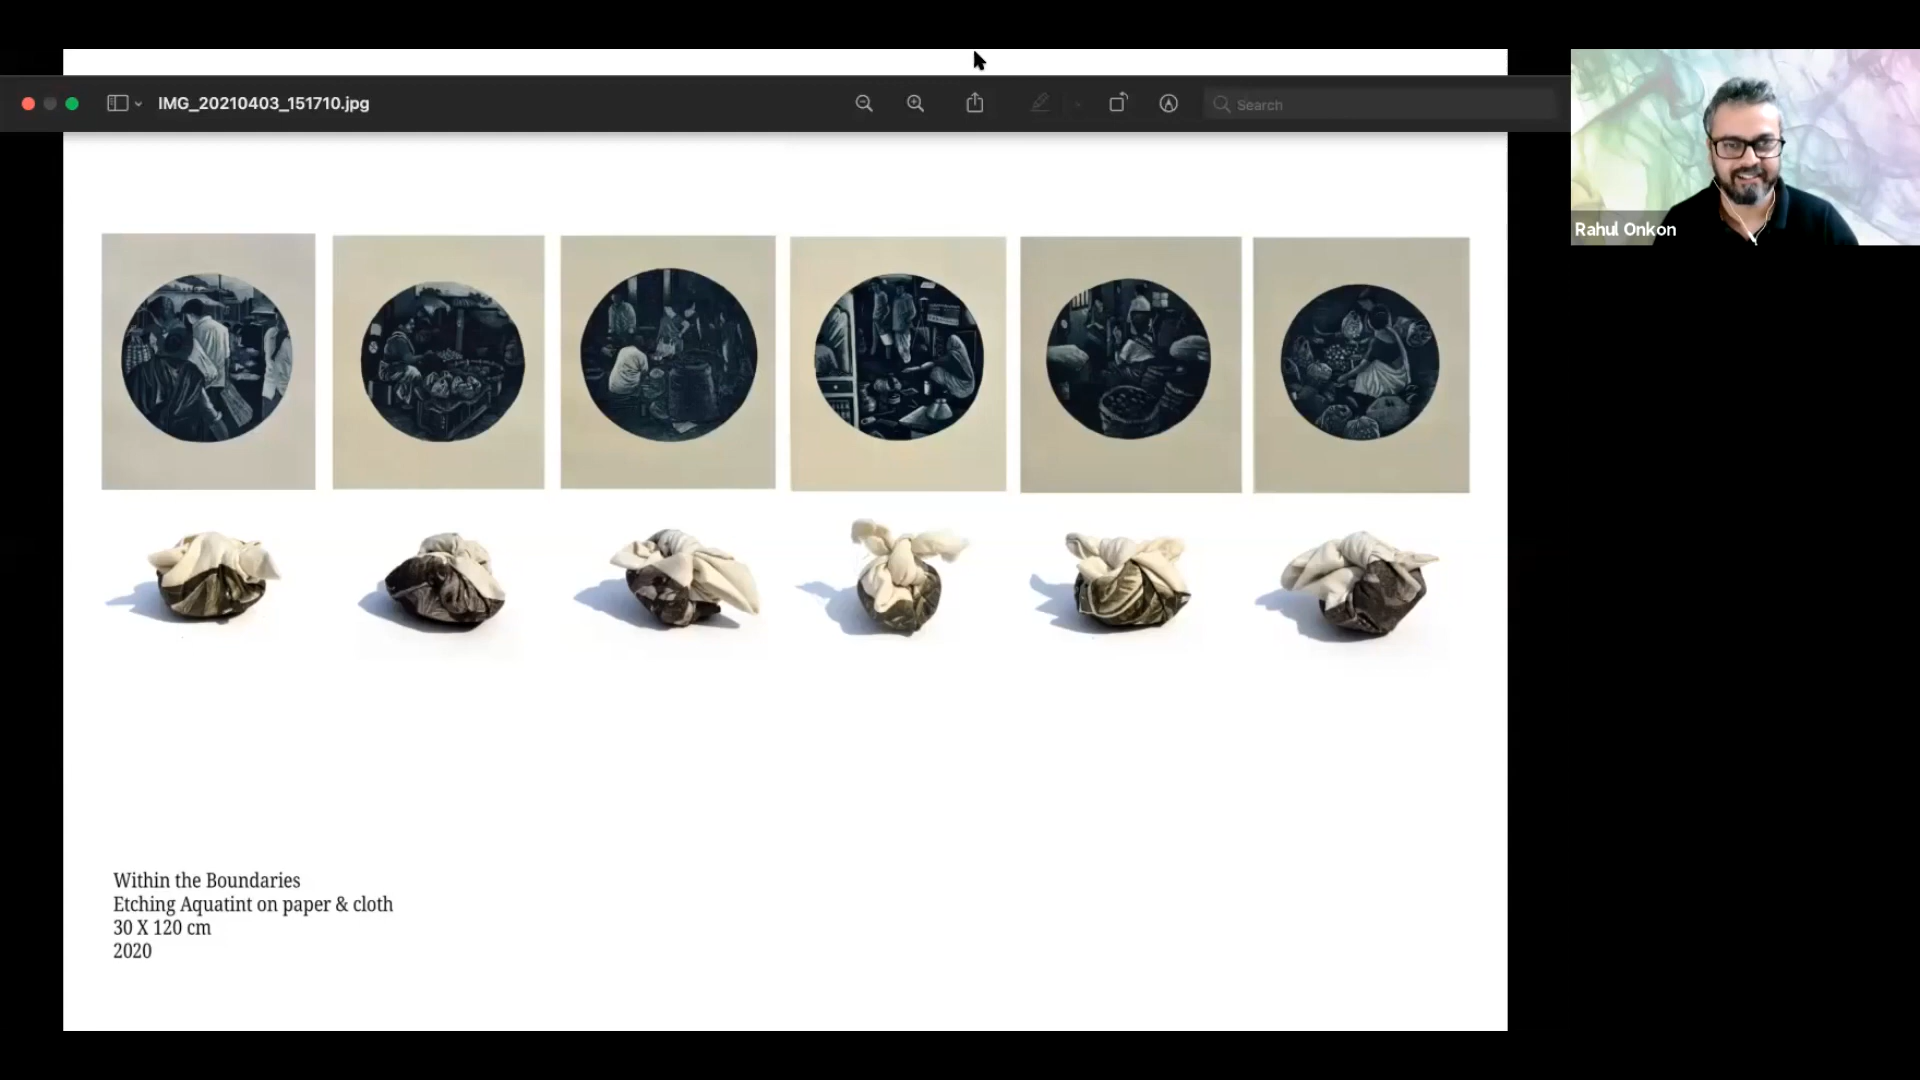 IMG_20210403_151710.jpg
Search
Rahul Onkon
Within the Boundaries
Etching Aquatint on paper & cloth
30 X 120 cm
2020